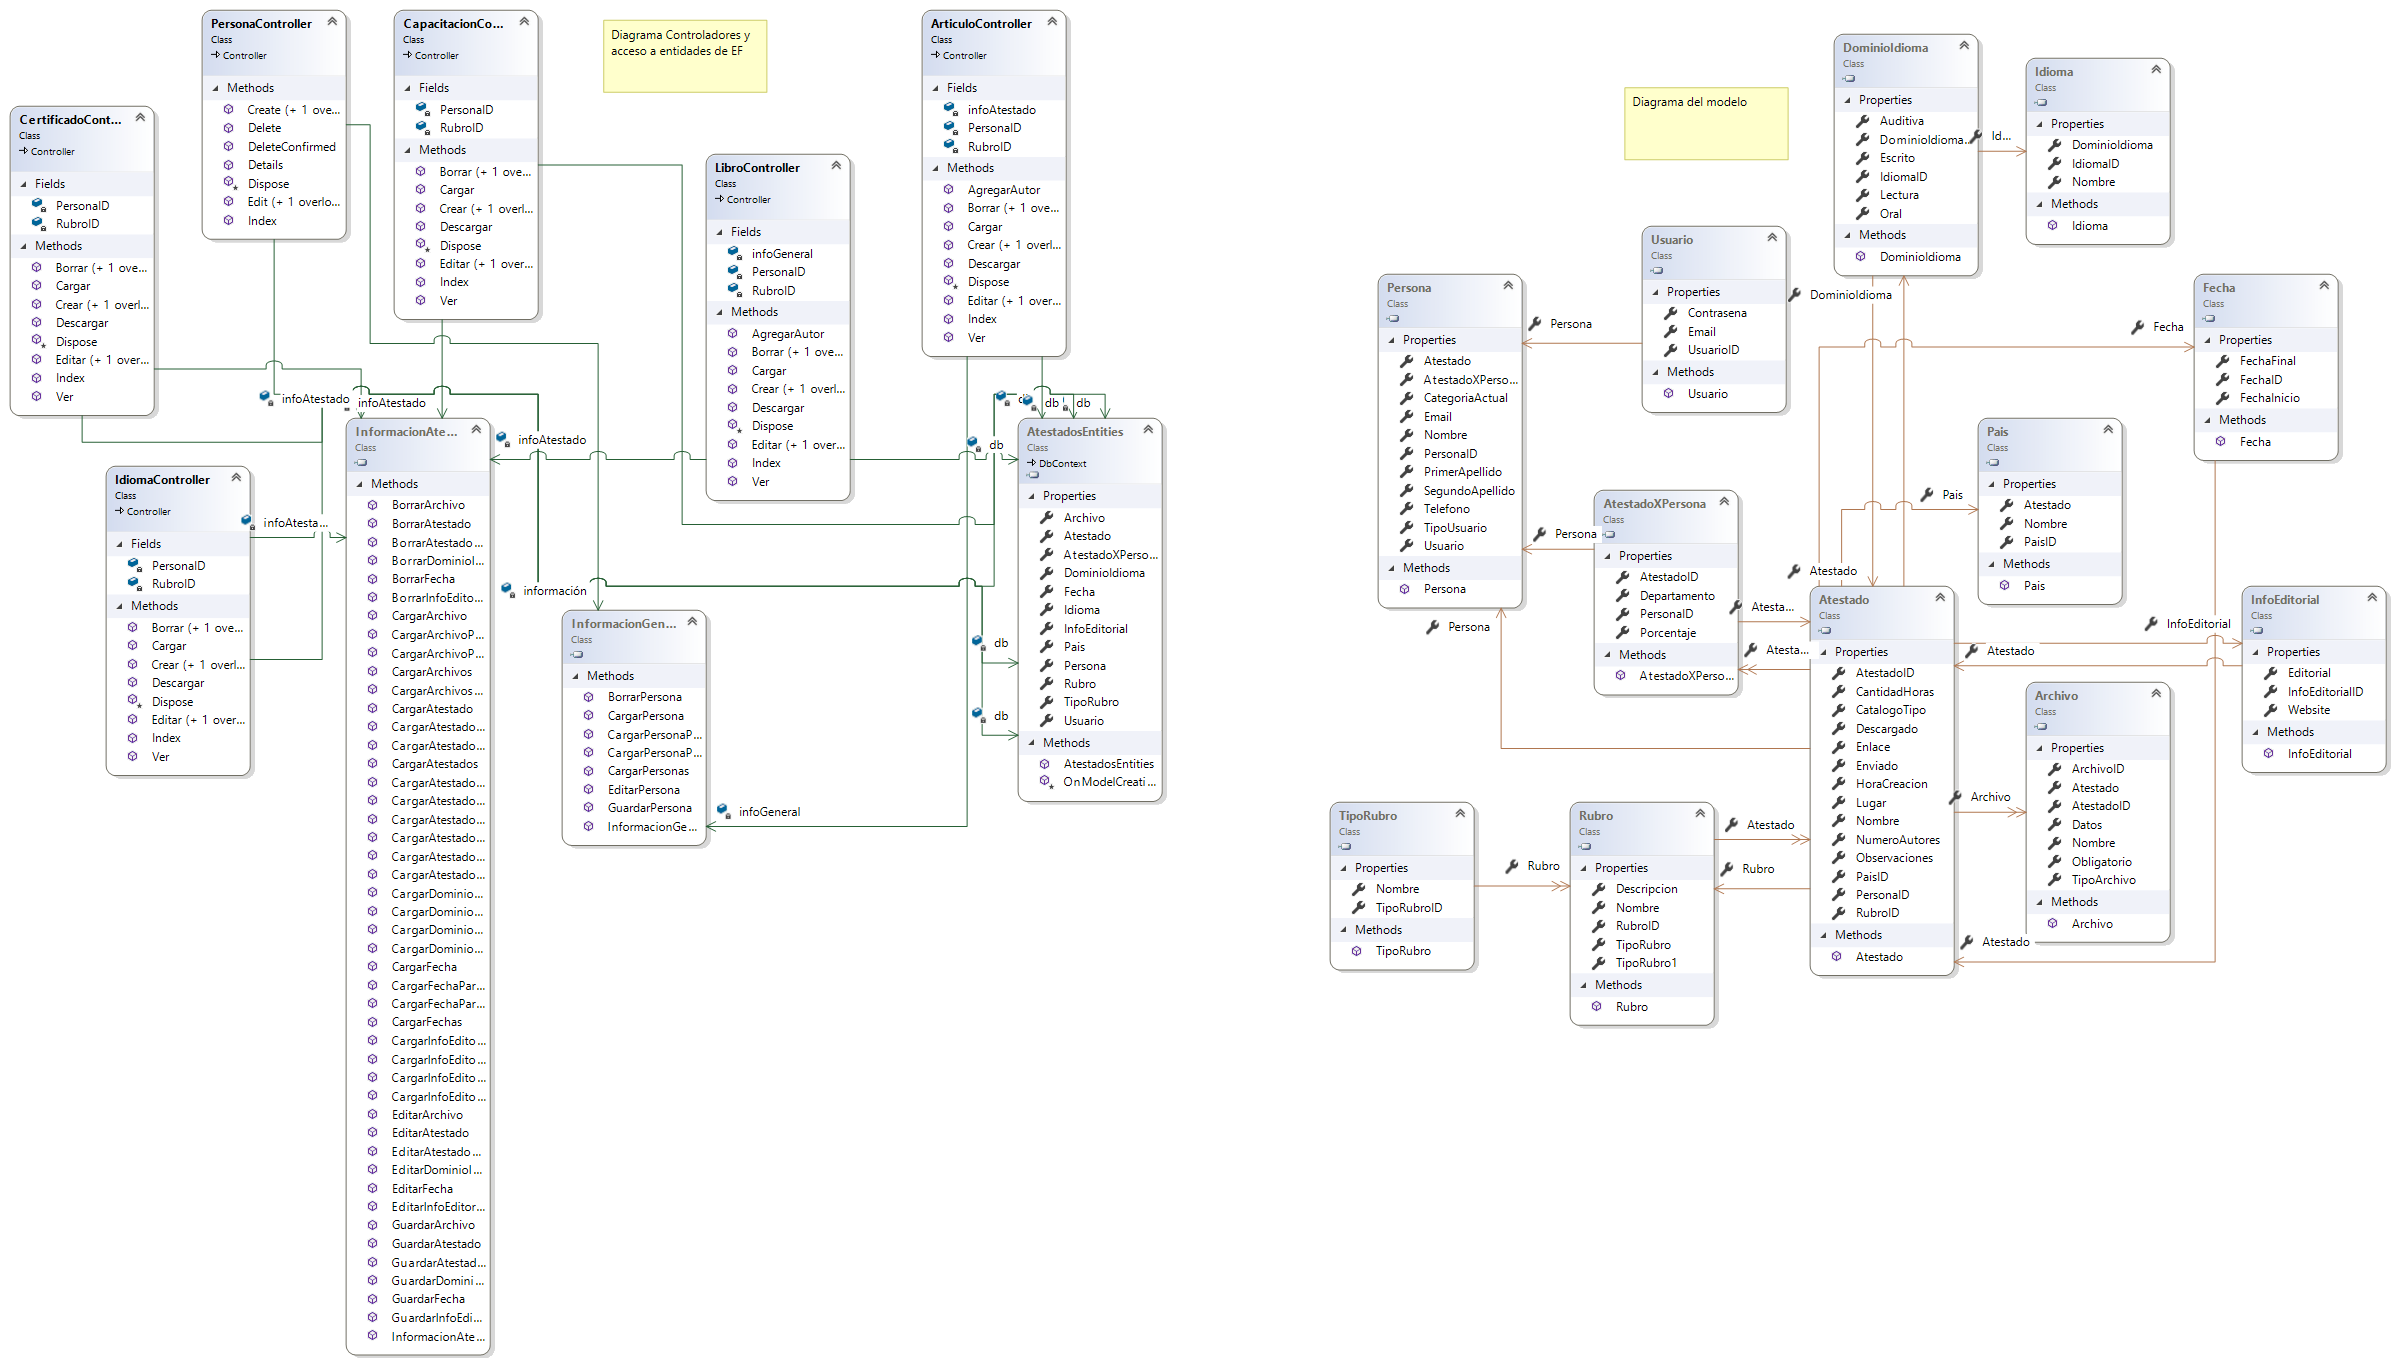 PersonaController
Class
Controller
Methods
Create (+ 1 ove...
Delete
DeleteConfirmed
Details
Dispose
Edit (+ 1 overlo...
Index
CapacitacionCo...
Class
Controller
Fields
PersonaID
RubroID
Methods
Borrar (+ 1 ove...
Cargar
Crear (+ 1 overl...
Descargar
Dispose
Editar (+ 1 over...
Index
Ver
Diagrama Controladores y
acceso a entidades de EF
ArticuloController
Class
Controller
Fields
infoAtestado
PersonaID
RubroID
Methods
AgregarAutor
Borrar (+ 1 ove...
Cargar
Crear (+ 1 overl...
Descargar
Dispose
Editar (+ 1 over...
Index
Ver
CertificadoCont...
Class
Controller
Fields
PersonaID
RubroID
Methods
Borrar (+ 1 ove...
Cargar
Crear (+ 1 overl...
Descargar
Dispose
Editar (+ 1 over...
Index
Ver
LibroController
Class
Controller
Fields
infoGeneral
PersonaID
RubroID
Methods
AgregarAutor
Borrar (+ 1 ove...
Cargar
Crear (+ 1 overl...
Descargar
Dispose
Editar (+ 1 over...
Index
Ver
infoAtestado
infoAtestado
infoAtestado
db
db
db
IdiomaController
Class
Controller
Fields
PersonaID
RubroID
Methods
Borrar (+ 1 ove...
Cargar
Crear (+ 1 overl...
Descargar
Dispose
Editar (+ 1 over...
Index
Ver
infoAtesta...
InformacionAte...
Class
Methods
BorrarArchivo
BorrarAtestado
BorrarAtestado...
BorrarDominioI...
BorrarFecha
BorrarInfoEdito...
CargarArchivo
CargarArchivoP...
CargarArchivoP...
CargarArchivos
CargarArchivos...
CargarAtestado
CargarAtestado...
CargarAtestado...
CargarAtestados
CargarAtestado...
CargarAtestado...
CargarAtestado...
CargarAtestado...
CargarAtestado...
CargarAtestado...
CargarDominio...
CargarDominio...
CargarDominio...
CargarDominio...
CargarFecha
CargarFechaPar...
CargarFechaPar...
CargarFechas
CargarInfoEdito...
CargarInfoEdito...
CargarInfoEdito...
CargarInfoEdito...
EditarArchivo
EditarAtestado
EditarAtestado...
EditarDominioI...
EditarFecha
EditarInfoEditor...
GuardarArchivo
GuardarAtestado
GuardarAtestad...
GuardarDomini...
GuardarFecha
GuardarInfoEdi...
InformacionAte...
información
InformacionGen...
Class
Methods
BorrarPersona
CargarPersona
CargarPersonaP...
CargarPersonaP...
CargarPersonas
EditarPersona
GuardarPersona
InformacionGe...
infoGeneral
db
db
AtestadosEntities
Class
DbContext
Properties
Archivo
Atestado
AtestadoXPerso...
DominioIdioma
Fecha
Idioma
InfoEditorial
Pais
Persona
Rubro
TipoRubro
Usuario
Methods
AtestadosEntities
OnModelCreati...
Diagrama del modelo
DominioIdioma
Class
Properties
Auditiva
DominioIdioma...
Escrito
IdiomaID
Lectura
Oral
Methods
DominioIdioma
Id...
Idioma
Class
Properties
DominioIdioma
IdiomaID
Nombre
Methods
Idioma
Usuario
Class
Properties
Contrasena
Email
UsuarioID
Methods
Usuario
Persona
Class
Properties
Atestado
AtestadoXPerso...
CategoriaActual
Email
Nombre
PersonaID
PrimerApellido
SegundoApellido
Telefono
TipoUsuario
Usuario
Methods
Persona
Persona
DominioIdioma
Fecha
Fecha
Class
Properties
FechaFinal
FechaID
FechaInicio
Methods
Fecha
Pais
Class
Properties
Atestado
Nombre
PaisID
Methods
Pais
Pais
AtestadoXPersona
Class
Properties
AtestadoID
Departamento
PersonaID
Porcentaje
Methods
AtestadoXPerso...
Persona
Persona
Atesta...
Atesta...
Atestado
Atestado
Class
Properties
AtestadoID
CantidadHoras
CatalogoTipo
Descargado
Enlace
Enviado
HoraCreacion
Lugar
Nombre
NumeroAutores
Observaciones
PaisID
PersonaID
RubroID
Methods
Atestado
InfoEditorial
Atestado
InfoEditorial
Class
Properties
Editorial
InfoEditorialID
Website
Methods
InfoEditorial
Archivo
Archivo
Class
Properties
ArchivoID
Atestado
AtestadoID
Datos
Nombre
Obligatorio
TipoArchivo
Methods
Archivo
Atestado
TipoRubro
Class
Properties
Nombre
TipoRubroID
Methods
TipoRubro
Rubro
Rubro
Class
Properties
Descripcion
Nombre
RubroID
TipoRubro
TipoRubro1
Methods
Rubro
Atestado
Rubro